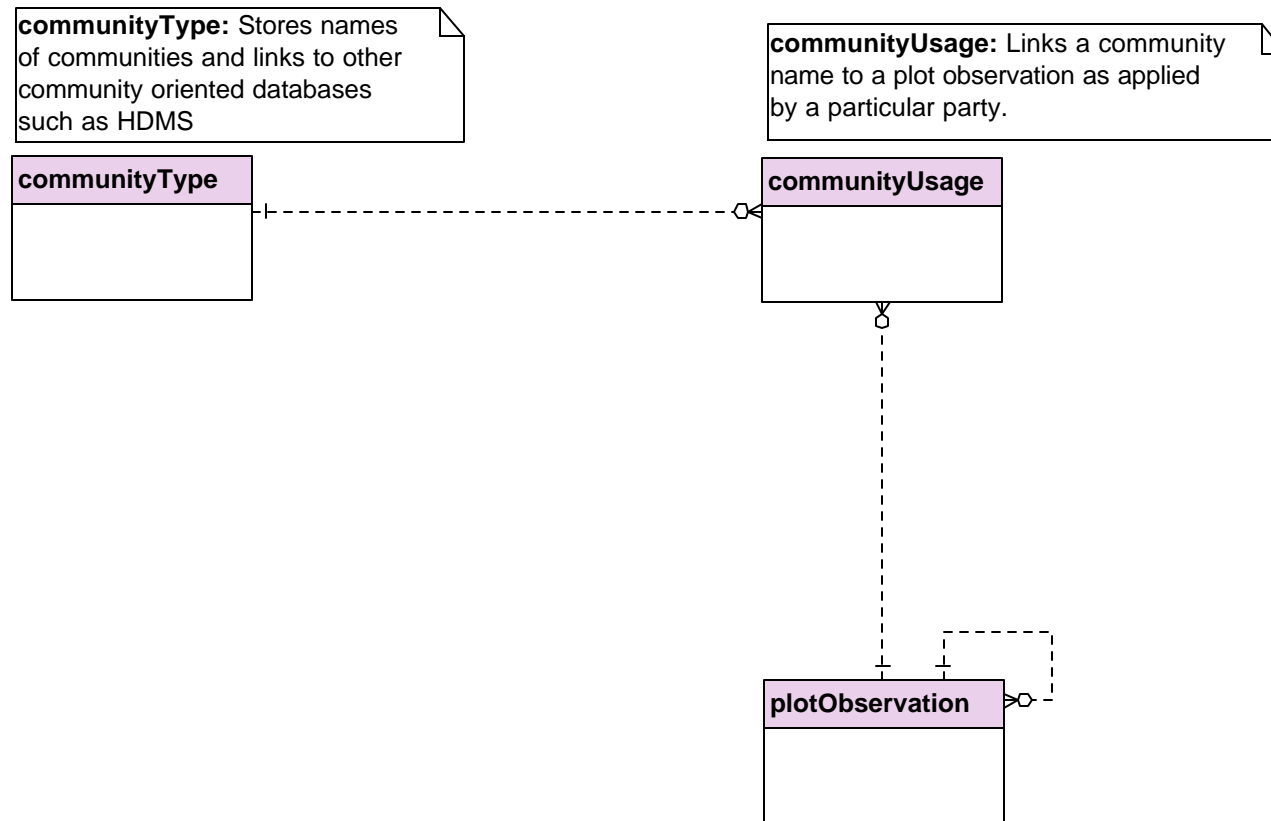 communityType: Stores names
of communities and links to other
community oriented databases
such as HDMS
communityUsage: Links a community
name to a plot observation as applied
by a particular party.
communityType
communityUsage
plotObservation